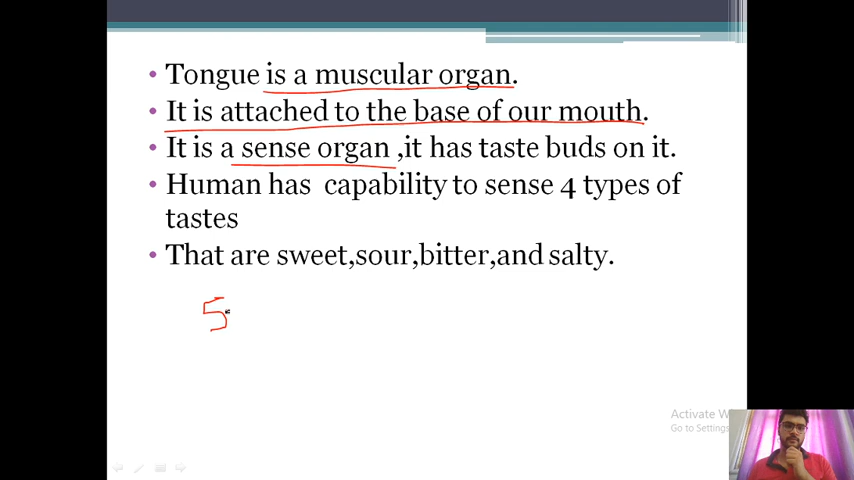 • Tongue is a muscular organ.
• It is attached to the base of our mouth.
• It is a sense organ ,it has taste buds on it.
• Human has capability to sense 4 types of
tastes
• That are sweet,sour,bitter,and salty.
5
Activate W
Go to Settings